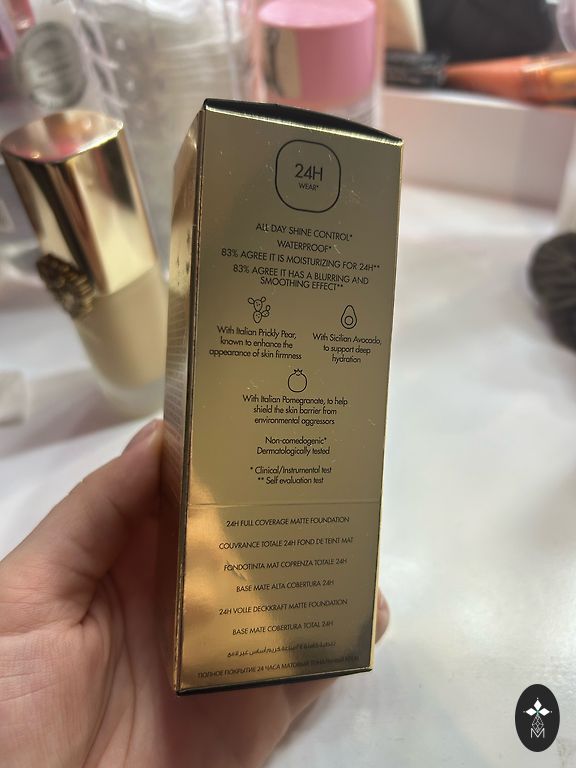 24H
WEAR*
ALL DAY SHINE CONTROL*
WATERPROOF*
83% AGREE IT IS MOISTURIZING FOR 24H**
83% AGREE IT HAS A BLURRING AND
SMOOTHING EFFECT**
With Italian Prickly Pear,
known to enhance the
appearance of skin firmness
With Sicilian Avocado,
to support deep
hydration
With Italian Pomegranate, to help
shield the skin barrier from
environmental aggressors
Non-comedogenic*
Dermatologically tested
* Clinical/Instrumental test
** Self evaluation test
24H FULL COVERAGE MATTE FOUNDATION
COUVRANCE TOTALE 24H FOND DE TEINT MAT
FONDOTINTA MAT COPRENZA TOTALE 24H
BASE MATE ALTA COBERTURA 24H
24H VOLLE DECKKRAFT MATTE FOUNDATION
BASE MATE COBERTURA TOTAL 24H
ПОЛНОЕ ПОКРЫТИЕ 24 ЧАСА МАТОВЫЙ ТОНАЛЬНЫЙ КРЕМ
M